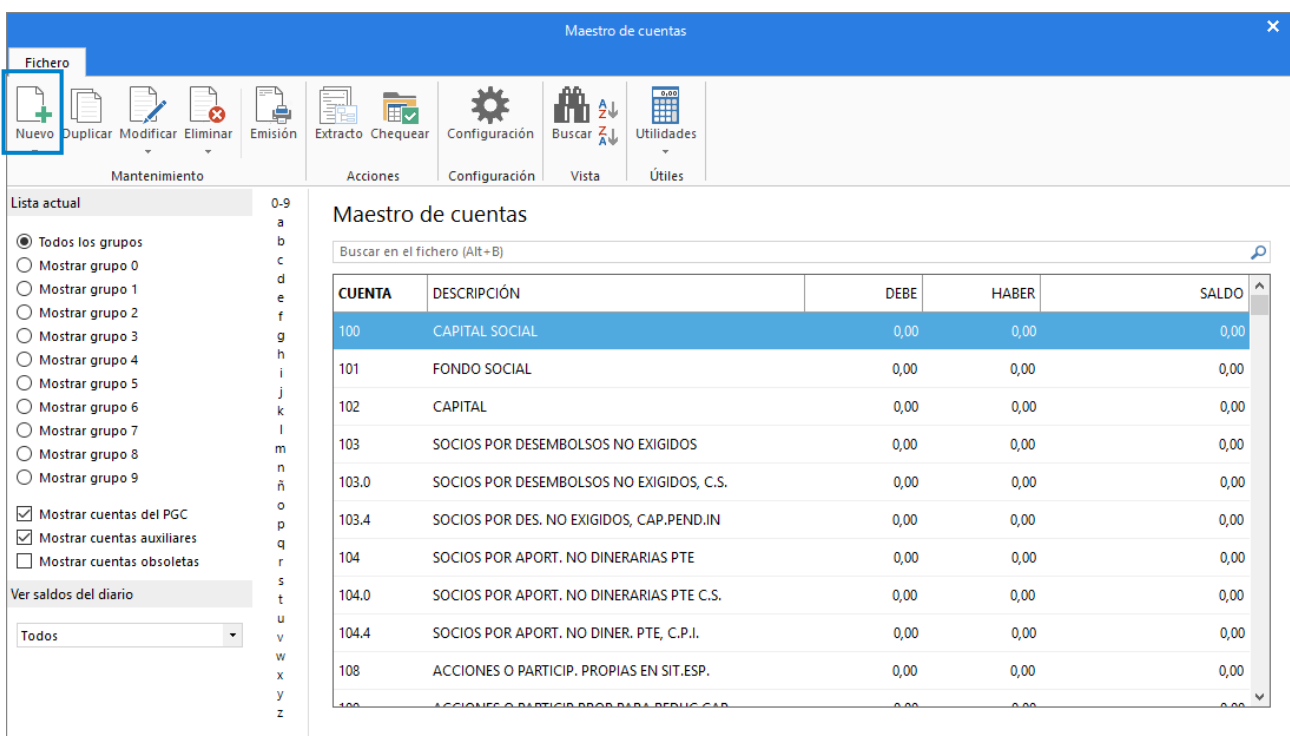 Maestro de cuentas
Fichero
Nuevo Duplicar Modificar Eliminar Emisión Extracto Chequear Configuración Buscar Utilidades
Mantenimiento Acciones Configuración Vista Útiles
Lista actual
Todos los grupos
Mostrar grupo 0
Mostrar grupo 1
Mostrar grupo 2
Mostrar grupo 3
Mostrar grupo 4
Mostrar grupo 5
Mostrar grupo 6
Mostrar grupo 7
Mostrar grupo 8
Mostrar grupo 9
Mostrar cuentas del PGC
Mostrar cuentas auxiliares
Mostrar cuentas obsoletas
Ver saldos del diario
Todos
0-9
a
b
c
d
e
f
g
h
i
j
k
l
m
n
ñ
o
p
q
r
s
t
u
v
w
x
y
z
Maestro de cuentas
Buscar en el fichero (Alt+B)
CUENTA DESCRIPCIÓN DEBE HABER SALDO
100 CAPITAL SOCIAL 0,00 0,00 0,00
101 FONDO SOCIAL 0,00 0,00 0,00
102 CAPITAL 0,00 0,00 0,00
103 SOCIOS POR DESEMBOLSOS NO EXIGIDOS 0,00 0,00 0,00
103.0 SOCIOS POR DESEMBOLSOS NO EXIGIDOS, C.S. 0,00 0,00 0,00
103.4 SOCIOS POR DES. NO EXIGIDOS, CAP.PEND.IN 0,00 0,00 0,00
104 SOCIOS POR APORT. NO DINERARIAS PTE 0,00 0,00 0,00
104.0 SOCIOS POR APORT. NO DINERARIAS PTE C.S. 0,00 0,00 0,00
104.4 SOCIOS POR APORT. NO DINER. PTE, C.P.I. 0,00 0,00 0,00
108 ACCIONES O PARTICIP. PROPIAS EN SIT.ESP. 0,00 0,00 0,00